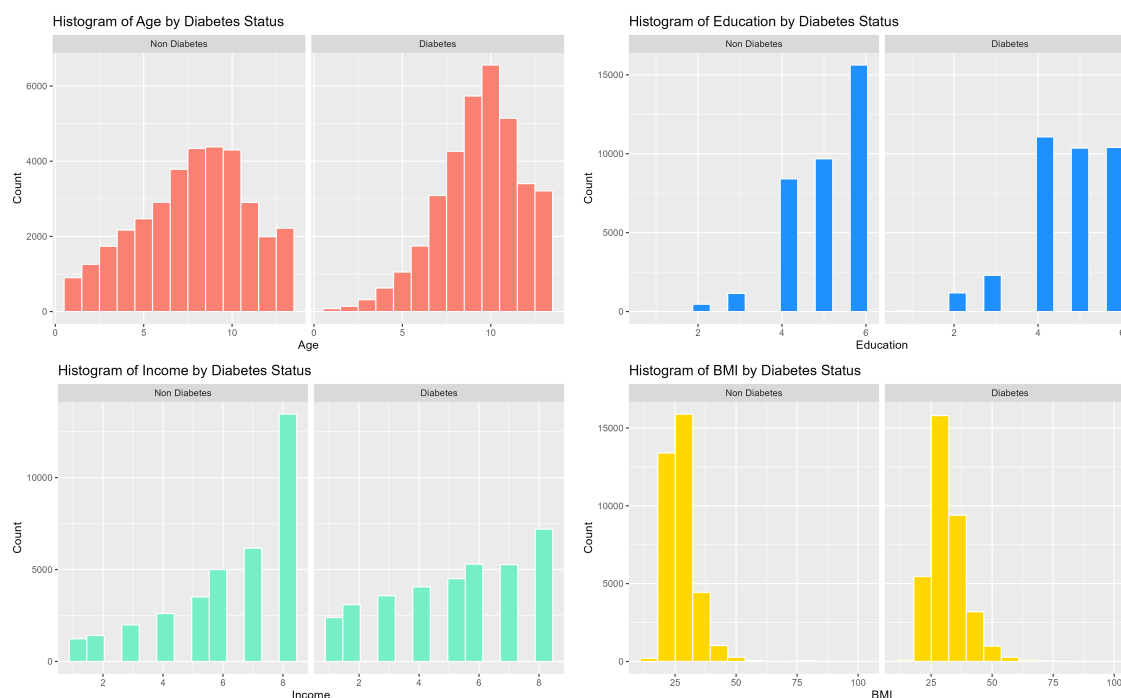 Histogram of Age by Diabetes Status
Non Diabetes
Diabetes
Count
6000
4000
2000
0
0
5
10
0
5
10
Age
Histogram of Education by Diabetes Status
Non Diabetes
Diabetes
Count
15000
10000
5000
0
2
4
6
2
4
6
Education
Histogram of Income by Diabetes Status
Non Diabetes
Diabetes
Count
10000
5000
0
2
4
6
8
2
4
6
8
Income
Histogram of BMI by Diabetes Status
Non Diabetes
Diabetes
Count
15000
10000
5000
0
25
50
75
100
25
50
75
100
BMI